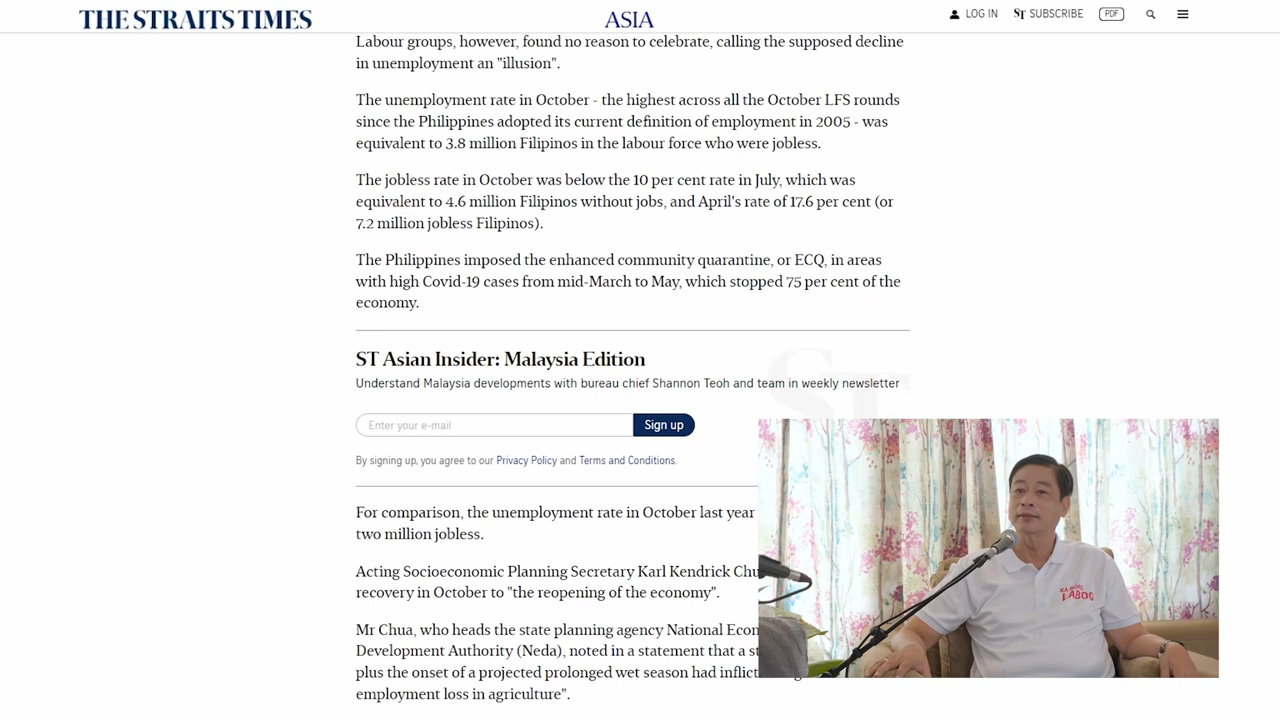 THE STRAITS TIMES
ASIA
LOG IN
ST SUBSCRIBE
PDF
Labour groups, however, found no reason to celebrate, calling the supposed decline
in unemployment an "illusion".
The unemployment rate in October - the highest across all the October LFS rounds
since the Philippines adopted its current definition of employment in 2005 - was
equivalent to 3.8 million Filipinos in the labour force who were jobless.
The jobless rate in October was below the 10 per cent rate in July, which was
equivalent to 4.6 million Filipinos without jobs, and April's rate of 17.6 per cent (or
7.2 million jobless Filipinos).
The Philippines imposed the enhanced community quarantine, or ECQ, in areas
with high Covid-19 cases from mid-March to May, which stopped 75 per cent of the
economy.
ST Asian Insider: Malaysia Edition
Understand Malaysia developments with bureau chief Shannon Teoh and team in weekly newsletter
ST
Enter your e-mail
Sign up
By signing up, you agree to our Privacy Policy and Terms and Conditions.
For comparison, the unemployment rate in October last year
two million jobless.
Acting Socioeconomic Planning Secretary Karl Kendrick
recovery in October to "the reopening of the economy".
Mr Chua, who heads the state planning agency National
Development Authority (Neda), noted in a statement that a
plus the onset of a projected prolonged wet season had
employment loss in agriculture".
LABOG